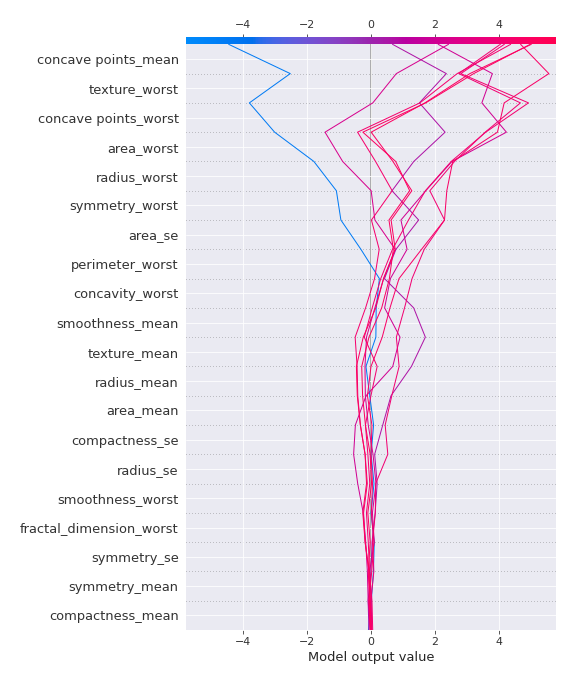 −4 −2 0 2 4
concave points_mean
texture_worst
concave points_worst
area_worst
radius_worst
symmetry_worst
area_se
perimeter_worst
concavity_worst
smoothness_mean
texture_mean
radius_mean
area_mean
compactness_se
radius_se
smoothness_worst
fractal_dimension_worst
symmetry_se
symmetry_mean
compactness_mean
−4 −2 0 2 4
Model output value